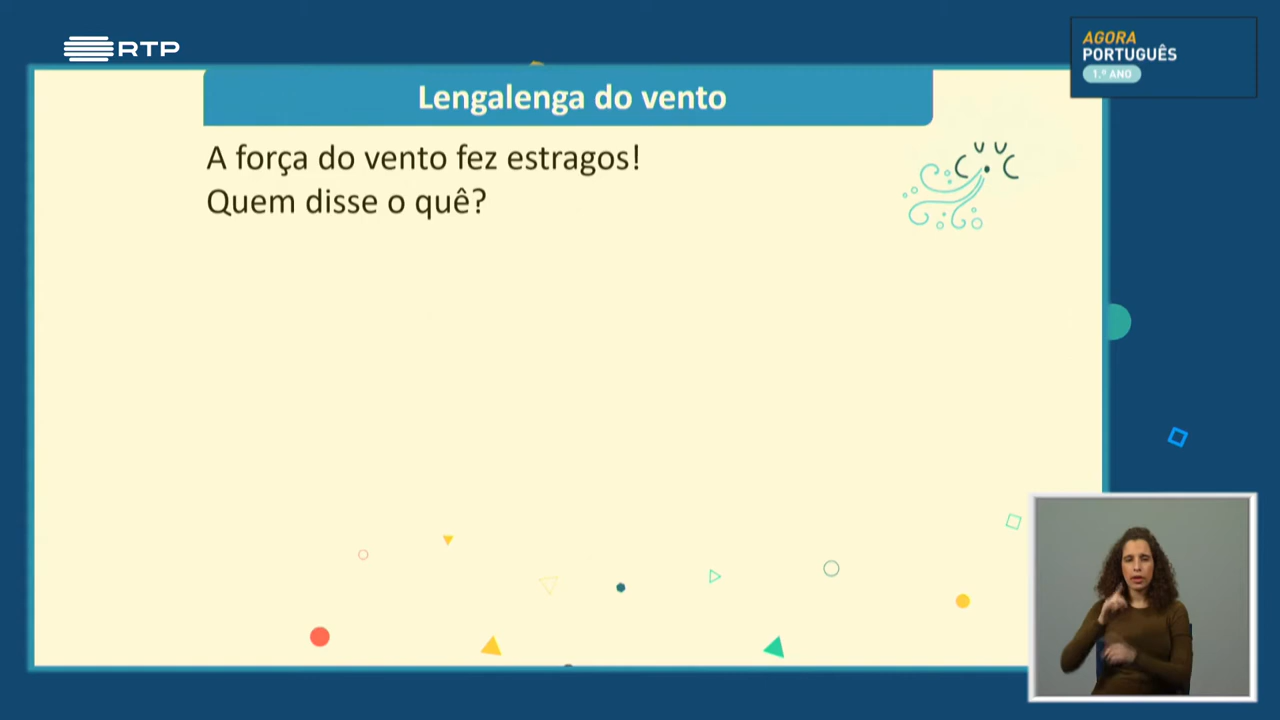 RTP
AGORA
PORTUGUÊS
1.º ANO
Lengalenga do vento
A força do vento fez estragos!
Quem disse o quê?